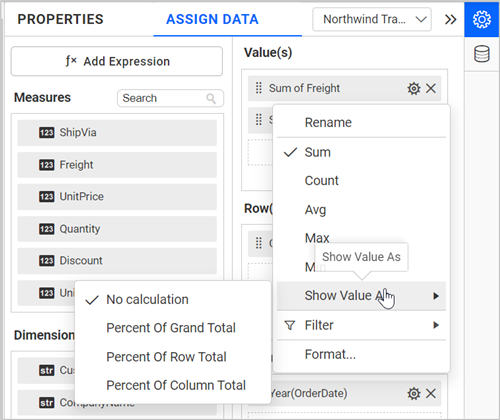 PROPERTIES
ASSIGN DATA
Northwind Tra...
fx Add Expression
Measures
Search
123 ShipVia
123 Freight
123 UnitPrice
123 Quantity
123 Discount
123 Uni
Dimension
str Cus
str CompanyName
Value(s)
Sum of Freight
S
Row(
Year(OrderDate)
Rename
Sum
Count
Avg
Max
Show Value As
Show Value As
Filter
Format...
No calculation
Percent Of Grand Total
Percent Of Row Total
Percent Of Column Total